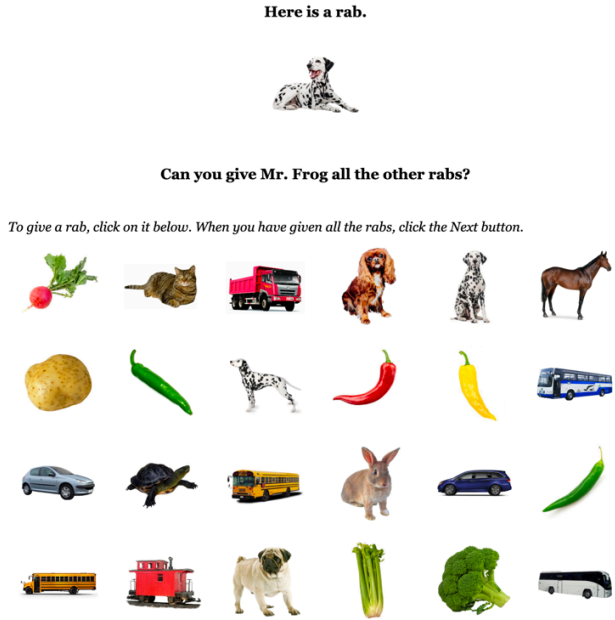 Here is a rab.
Can you give Mr. Frog all the other rabs?
To give a rab, click on it below. When you have given all the rabs, click the Next button.